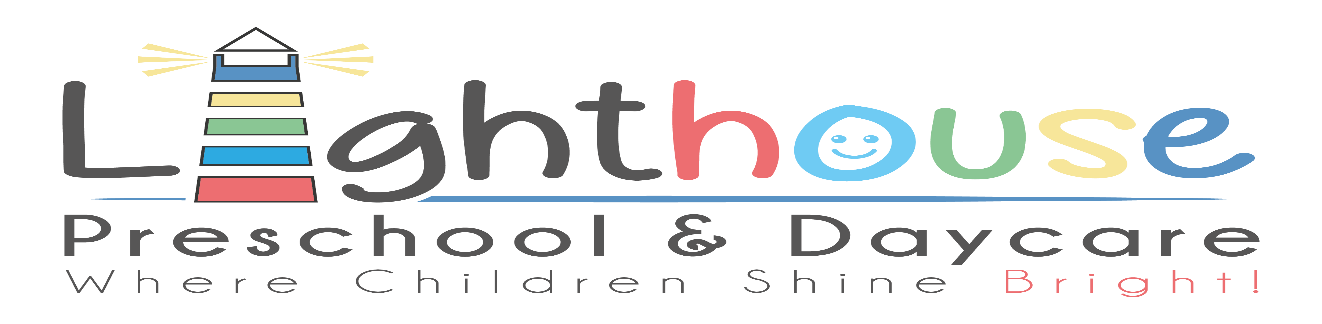 Lighthouse
Preschool & Daycare
Where Children Shine Bright!